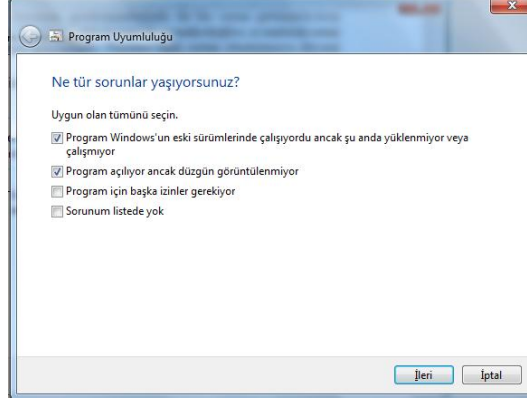 Program Uyumluluğu
Ne tür sorunlar yaşıyorsunuz?
Uygun olan tümünü seçin.
Program Windows'un eski sürümlerinde çalışıyordu ancak şu anda yüklenmiyor veya
çalışmıyor
Program açılıyor ancak düzgün görüntülenmiyor
Program için başka izinler gerekiyor
Sorunum listede yok
İleri
İptal